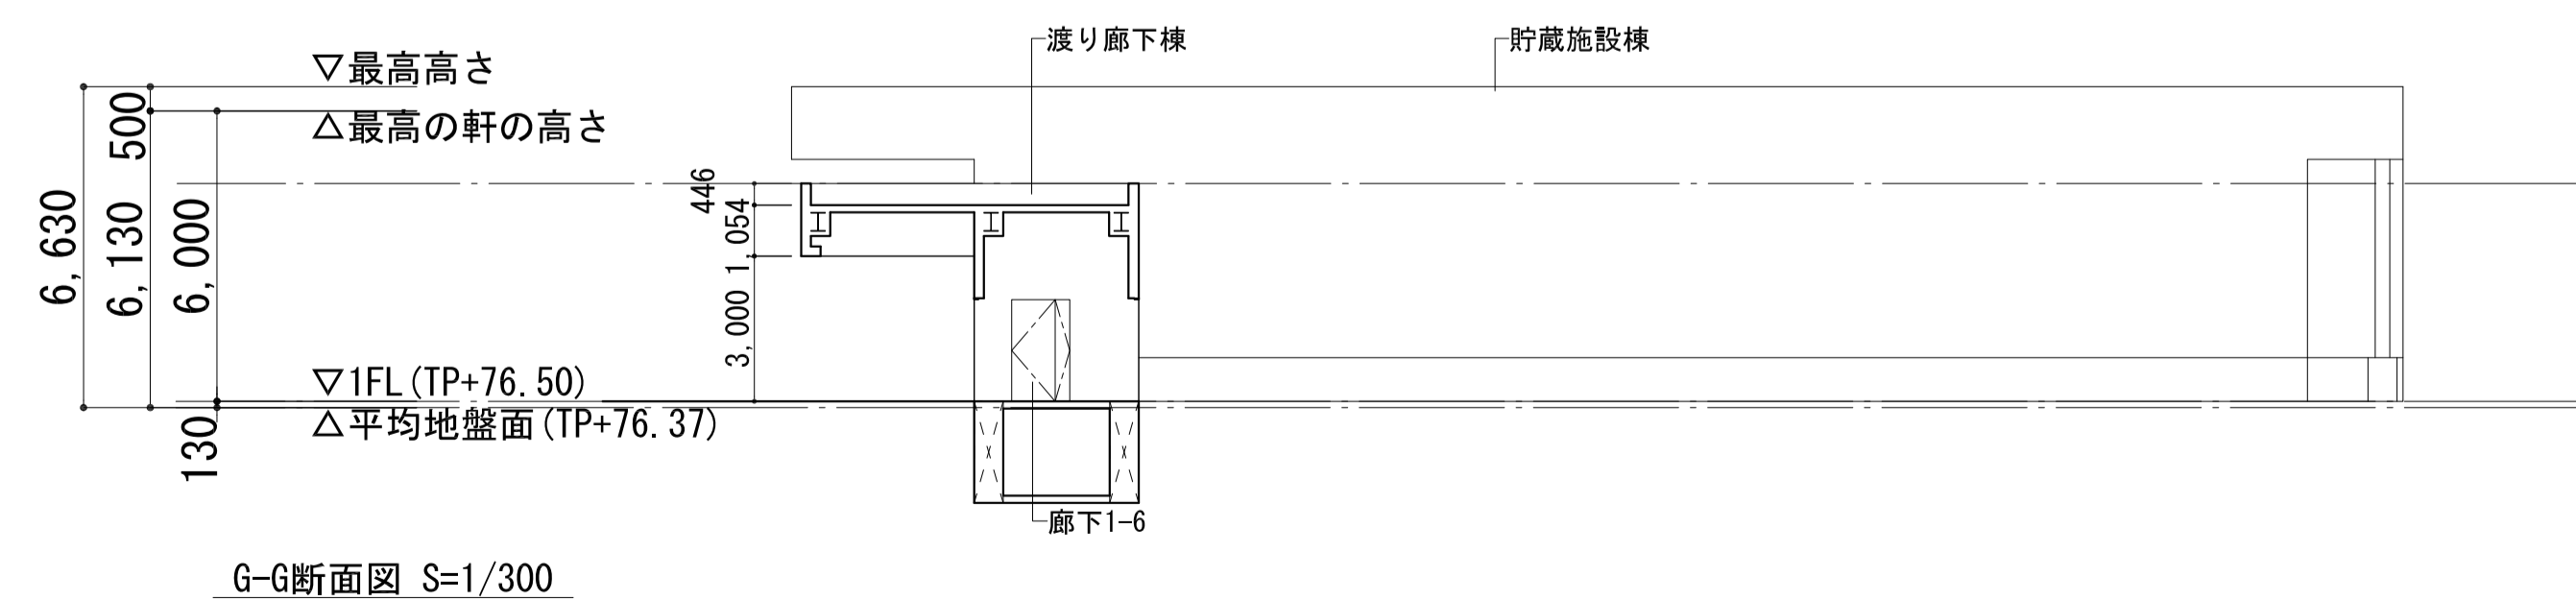 渡り廊下棟
貯蔵施設棟
▽最高高さ
△最高の軒の高さ
6,630
6,130
500
6,000
130
446
1,054
3,000
▽1FL(TP+76.50)
△平均地盤面(TP+76.37)
廊下1-6
G-G断面図 S=1/300